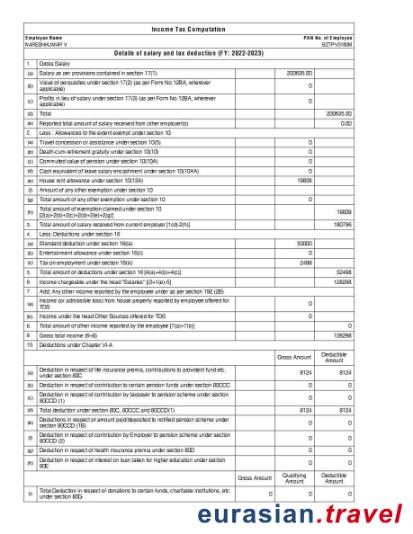 Income Tax Computation
Employee Name PAN No. of Employee
NARESHKUMAR V BZTPV3180M
Details of salary and tax deduction (FY: 2022-2023)
1. Gross Salary
(a) Salary as per provisions contained in section 17(1) 200635.00
(b) Value of perquisites under section 17(2) (as per Form No.12BA, wherever
applicable) 0
(c) Profits in lieu of salary under section 17(3) (as per Form No.12BA, wherever
applicable) 0
(d) Total 200635.00
(e) Reported total amount of salary received from other employer(s) 0.00
2. Less : Allowances to the extent exempt under section 10
(a) Travel concession or assistance under section 10(5) 0
(b) Death-cum-retirement gratuity under section 10(10) 0
(c) Commuted value of pension under section 10(10A) 0
(d) Cash equivalent of leave salary encashment under section 10(10AA) 0
(e) House rent allowance under section 10(13A) 19839
(f) Amount of any other exemption under section 10
(g) Total amount of any other exemption under section 10 0
(h) Total amount of exemption claimed under section 10
[2(a)+2(b)+2(c)+2(d)+2(e)+2(g)] 19839
3. Total amount of salary received from current employer [1(d)-2(h)] 180796
4. Less: Deductions under section 16
(a) Standard deduction under section 16(ia) 50000
(b) Entertainment allowance under section 16(ii) 0
(c) Tax on employment under section 16(iii) 2498
5. Total amount of deductions under section 16 [4(a)+4(b)+4(c)] 52498
6. Income chargeable under the head "Salaries" [(3+1(e)-5] 128298
7. Add: Any other income reported by the employee under as per section 192 (2B)
(a) Income (or admissible loss) from house property reported by employee offered for
TDS 0
(b) Income under the head Other Sources offered for TDS 0
8. Total amount of other income reported by the employee [7(a)+7(b)] 0
9. Gross total income (6+8) 128298
10. Deductions under Chapter VI-A
Gross Amount Deductible
Amount
(a) Deduction in respect of life insurance premia, contributions to provident fund etc.
under section 80C 8124 8124
(b) Deduction in respect of contribution to certain pension funds under section 80CCC 0 0
(c) Deduction in respect of contribution by taxpayer to pension scheme under section
80CCD (1) 0 0
(d) Total deduction under section 80C, 80CCC and 80CCD(1) 8124 8124
(e) Deductions in respect of amount paid/deposited to notified pension scheme under
section 80CCD (1B) 0 0
(f) Deduction in respect of contribution by Employer to pension scheme under section
80CCD (2) 0 0
(g) Deduction in respect of health insurance premia under section 80D 0 0
(h) Deduction in respect of interest on loan taken for higher education under section
80E 0 0
Gross Amount Qualifying
Amount Deductible
Amount
(i) Total Deduction in respect of donations to certain funds, charitable institutions, etc.
under section 80G 0 0 0
eurasian.travel